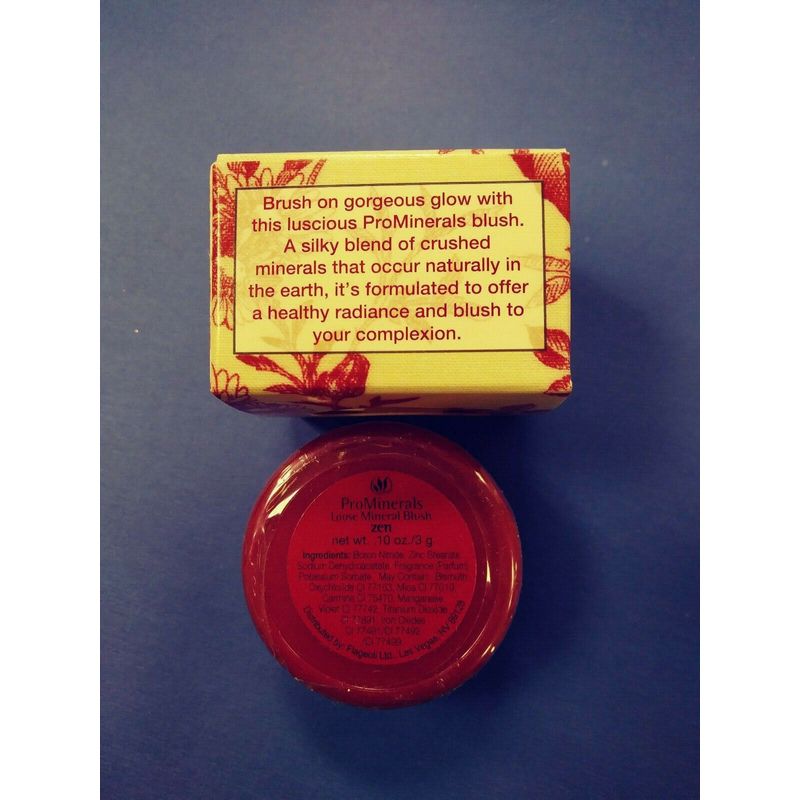 Brush on gorgeous glow with
this luscious ProMinerals blush.
A silky blend of crushed
minerals that occur naturally in
the earth, it's formulated to offer
a healthy radiance and blush to
your complexion.
ProMinerals
Loose Mineral Blush
zen
net wt. .10 oz./3 g
Ingredients: Boron Nitride, Zinc Stearate,
Sodium Dehydroacetate, Fragrance (Parfum),
Potassium Sorbate, May Contain: Bismuth
Oxychloride CI 77163, Mica CI 77019,
Carmine CI 75470, Manganese
Violet CI 77742, Titanium Dioxide
CI 77891, Iron Oxides
CI 77491/CI 77492
/CI 77499
Distributed by: Flageoli Ltd., Las Vegas, NV 89128